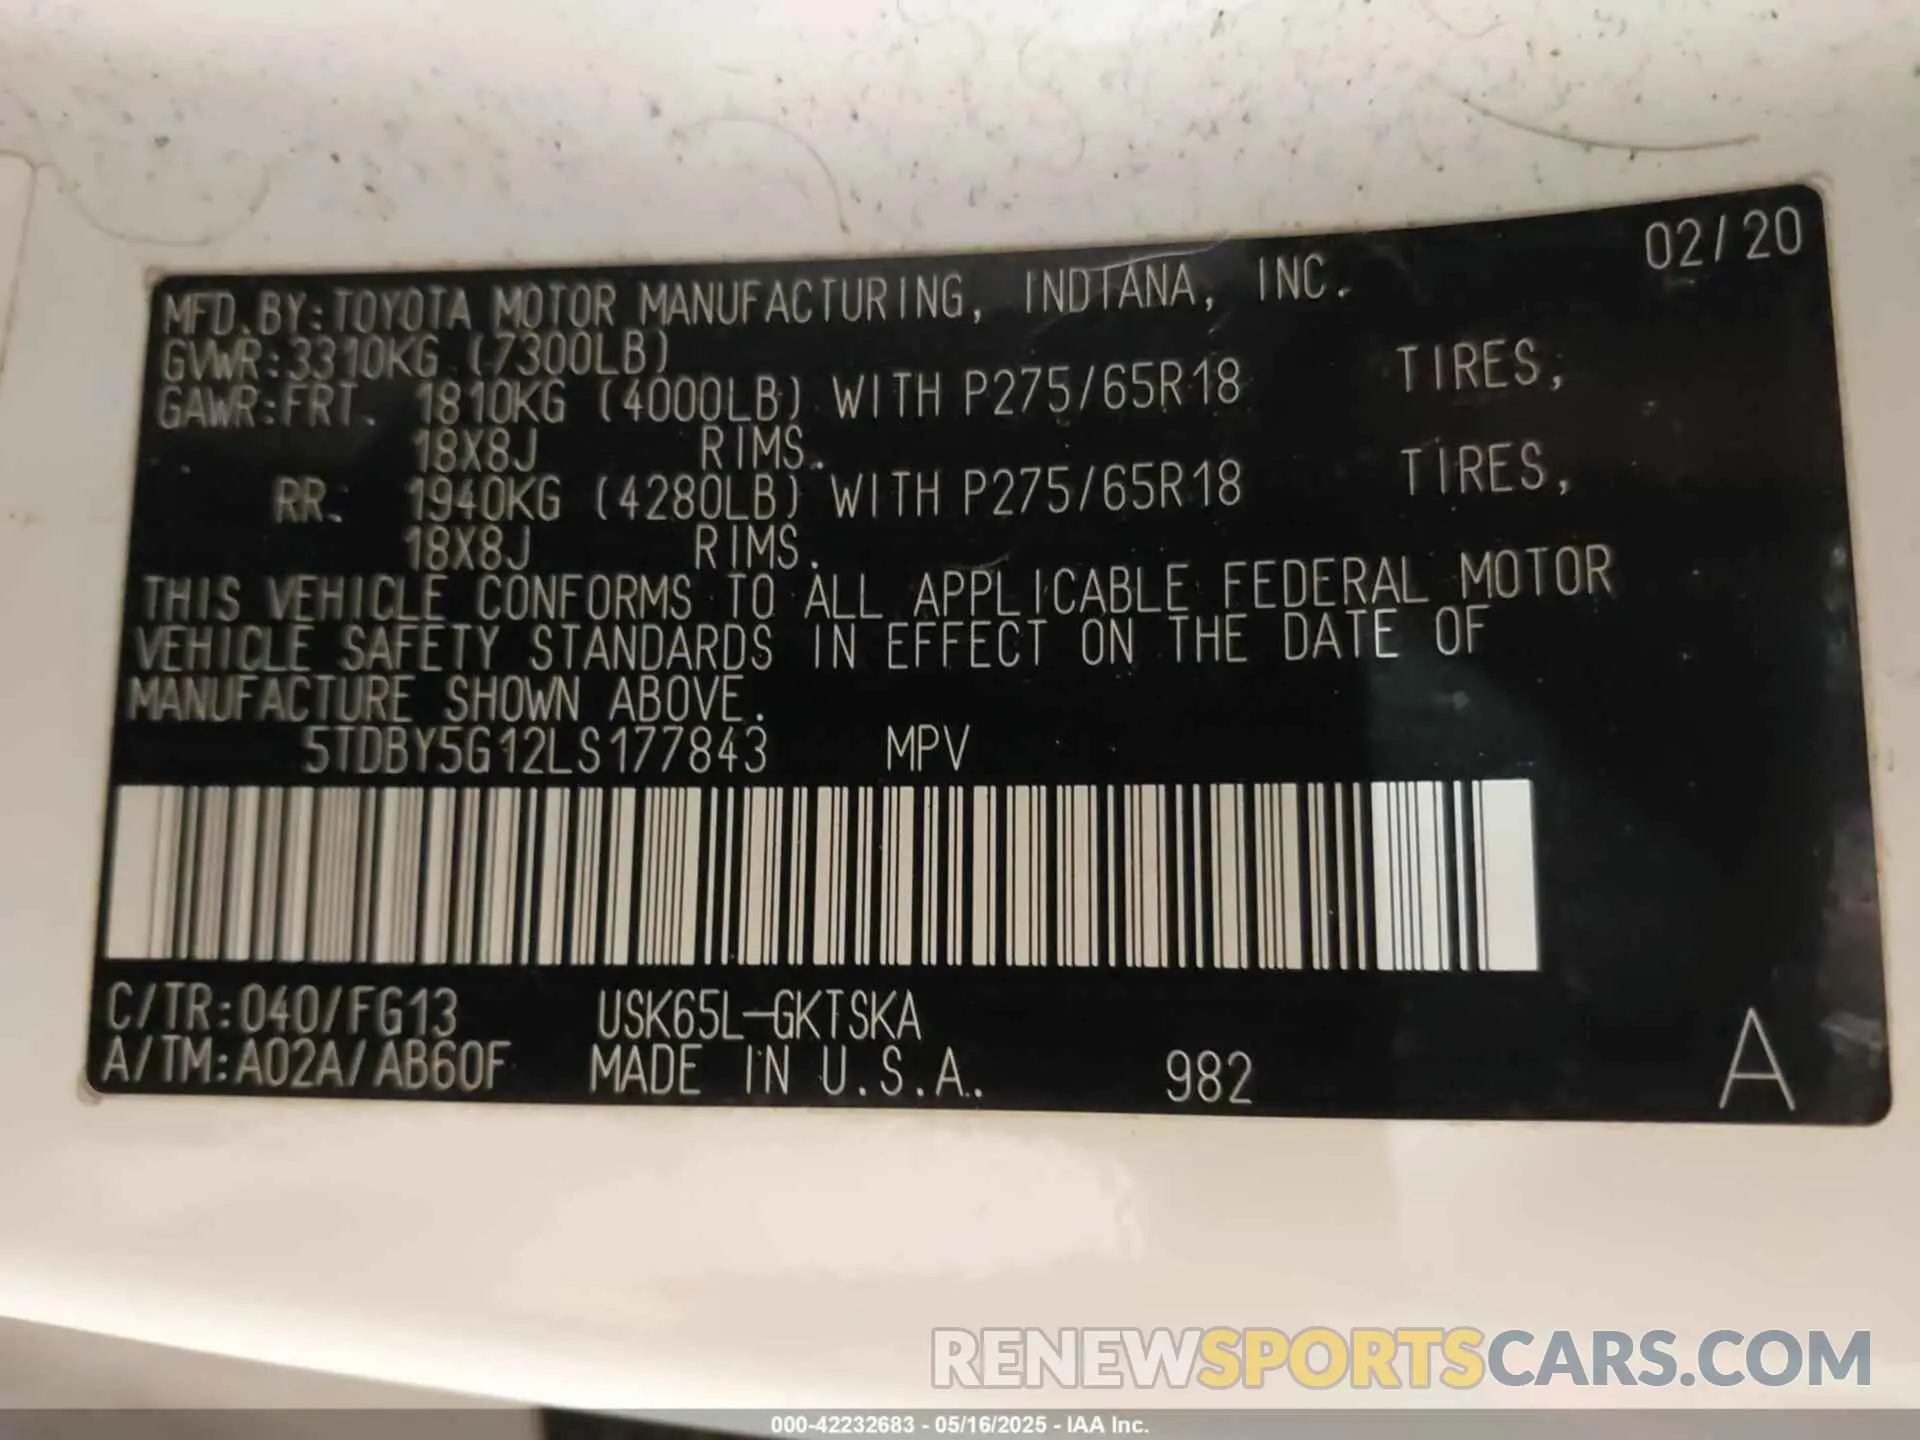 02/20
MFD.BY:TOYOTA MOTOR MANUFACTURING, INDIANA, INC.
GVWR:3310KG (7300LB)
GAWR:FRT. 1810KG (4000LB) WITH P275/65R18 TIRES,
18X8J RIMS.
RR. 1940KG (4280LB) WITH P275/65R18 TIRES,
18X8J RIMS.
THIS VEHICLE CONFORMS TO ALL APPLICABLE FEDERAL MOTOR
VEHICLE SAFETY STANDARDS IN EFFECT ON THE DATE OF
MANUFACTURE SHOWN ABOVE.
5TDBY5G12LS177843 MPV
C/TR:040/FG13 USK65L-GKTSKA
A/TM:A02A/AB60F MADE IN U.S.A. 982 A
RENEWSPORTSCARS.COM
000-42232683 - 05/16/2025 - IAA Inc.